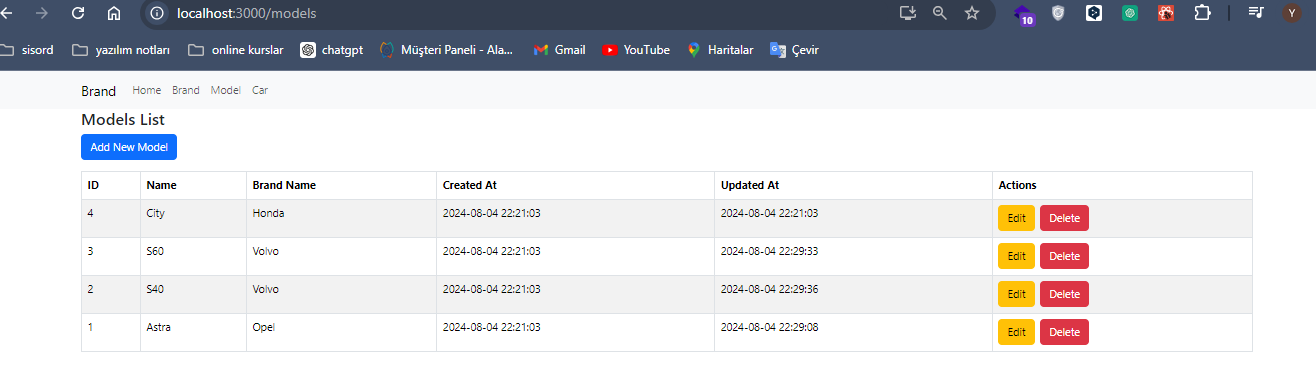 localhost:3000/models
10
Y
sisord yazılım notları online kurslar chatgpt Müşteri Paneli - Ala... Gmail YouTube Haritalar Çevir
Brand Home Brand Model Car
Models List
Add New Model
ID Name Brand Name Created At Updated At Actions
4 City Honda 2024-08-04 22:21:03 2024-08-04 22:21:03 Edit Delete
3 S60 Volvo 2024-08-04 22:21:03 2024-08-04 22:29:33 Edit Delete
2 S40 Volvo 2024-08-04 22:21:03 2024-08-04 22:29:36 Edit Delete
1 Astra Opel 2024-08-04 22:21:03 2024-08-04 22:29:08 Edit Delete